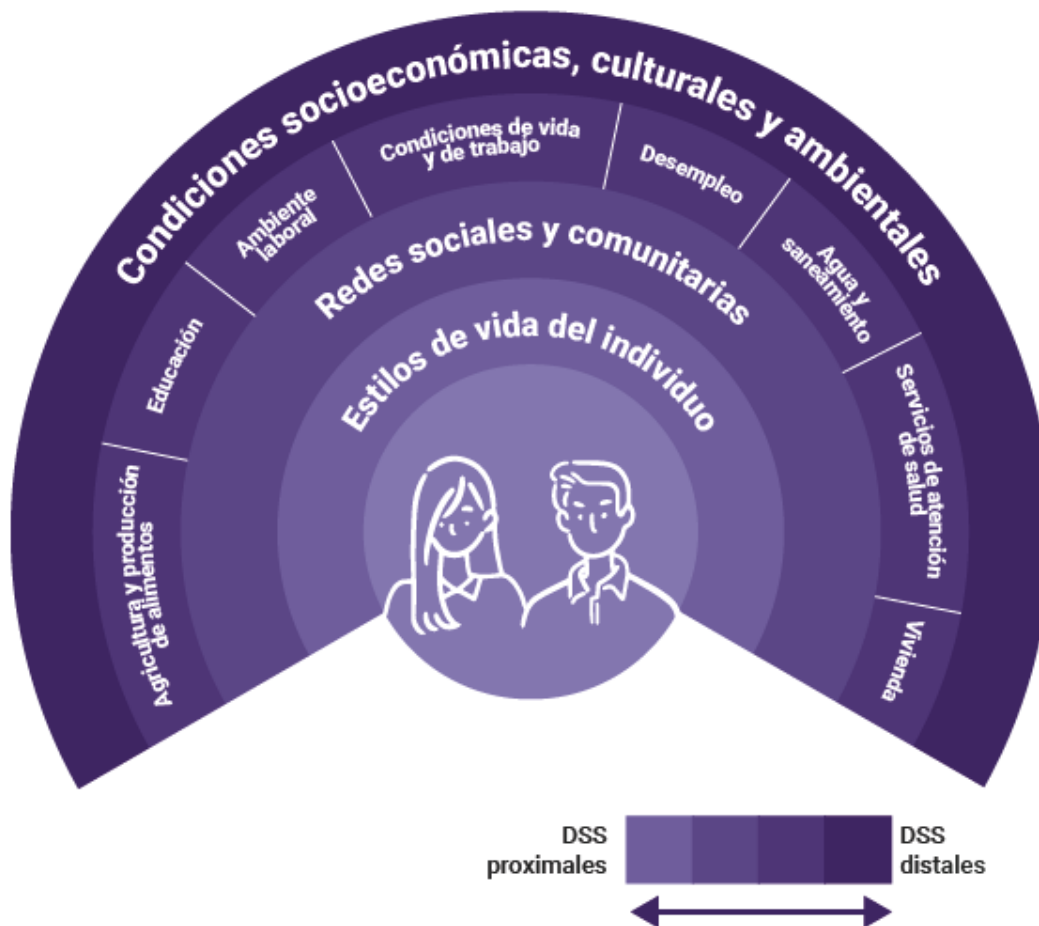 Condiciones socioeconómicas, culturales y ambientales
Agricultura y producción
de alimentos
Educación
Ambiente
laboral
Condiciones de vida
y de trabajo
Desempleo
Agua y
saneamiento
Servicios de atención
de salud
Vivienda
Redes sociales y comunitarias
Estilos de vida del individuo
DSS
proximales
DSS
distales